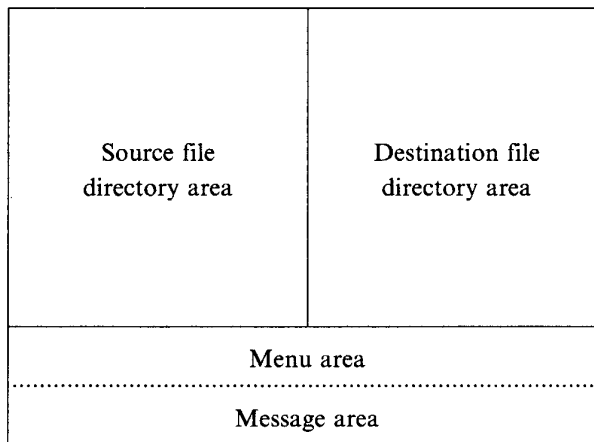 Source file
directory area
Destination file
directory area
Menu area
Message area